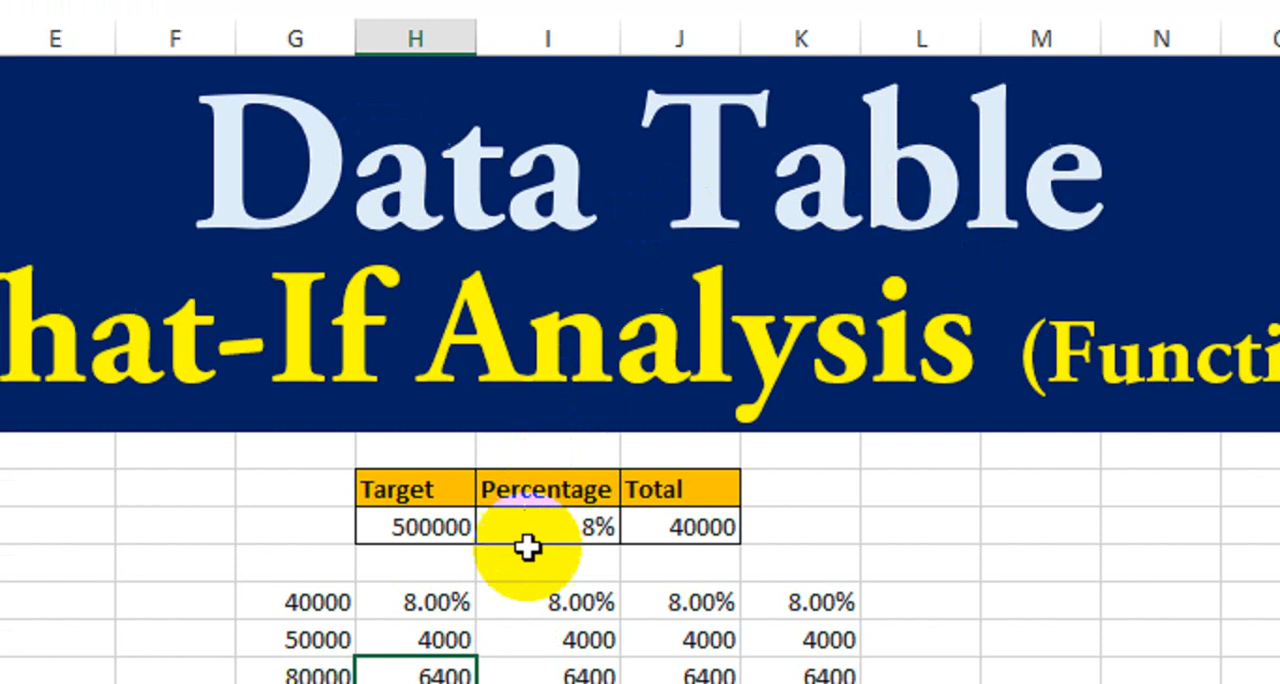 E F G H I J K L M N
Data Table
hat-If Analysis (Functi
Target Percentage Total
500000 8% 40000
40000 8.00% 8.00% 8.00% 8.00%
50000 4000 4000 4000 4000
80000 6400 6400 6400 6400